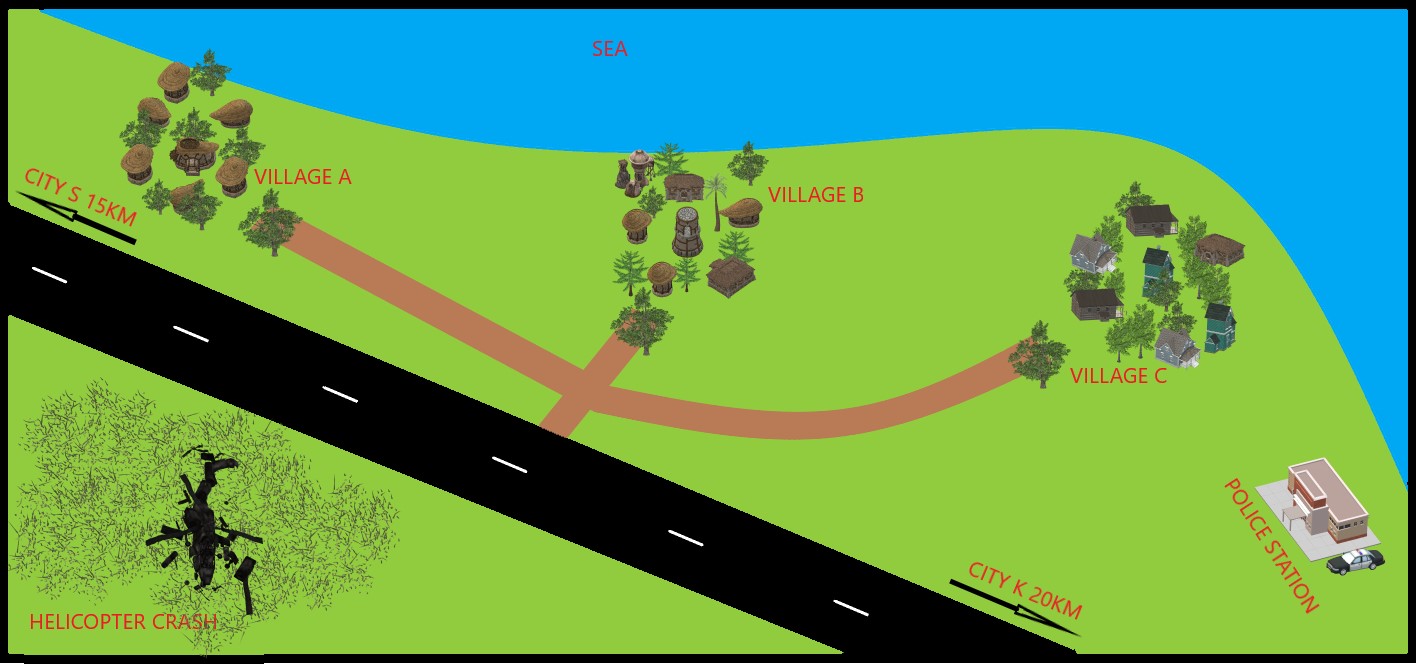 SEA
VILLAGE A
CITY S 15KM
VILLAGE B
VILLAGE C
POLICE STATION
CITY K 20KM
HELICOPTER CRASH